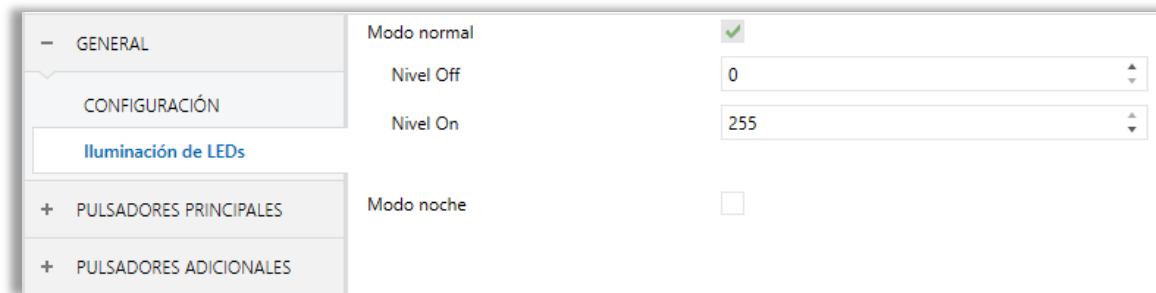 GENERAL
CONFIGURACIÓN
Iluminación de LEDs
PULSADORES PRINCIPALES
PULSADORES ADICIONALES
Modo normal
Nivel Off 0
Nivel On 255
Modo noche